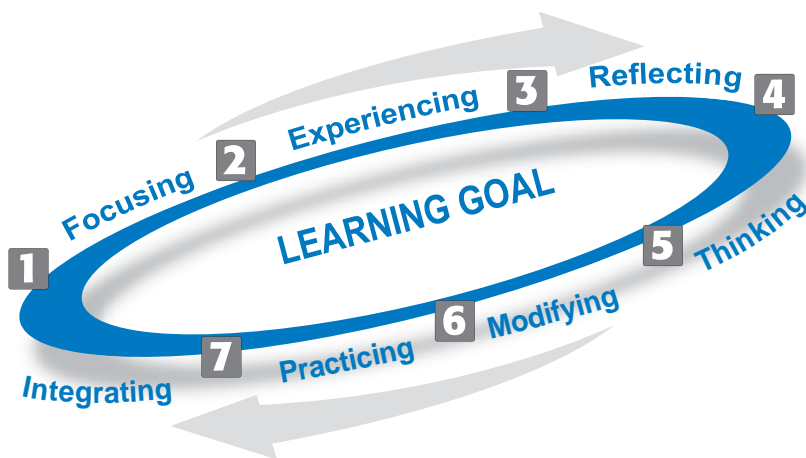 1
Focusing
2
Experiencing
3
Reflecting
4
Thinking
5
Modifying
6
Practicing
7
Integrating
LEARNING GOAL